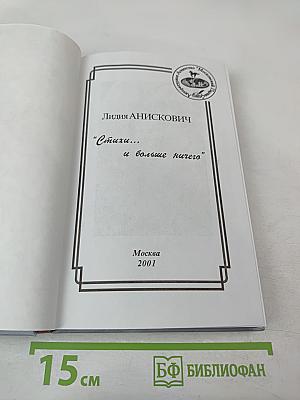 Лидия АНИСКОВИЧ
"Стихи...
и больше ничего"
Москва
2001
15 см
БФ БИБЛИОФАН